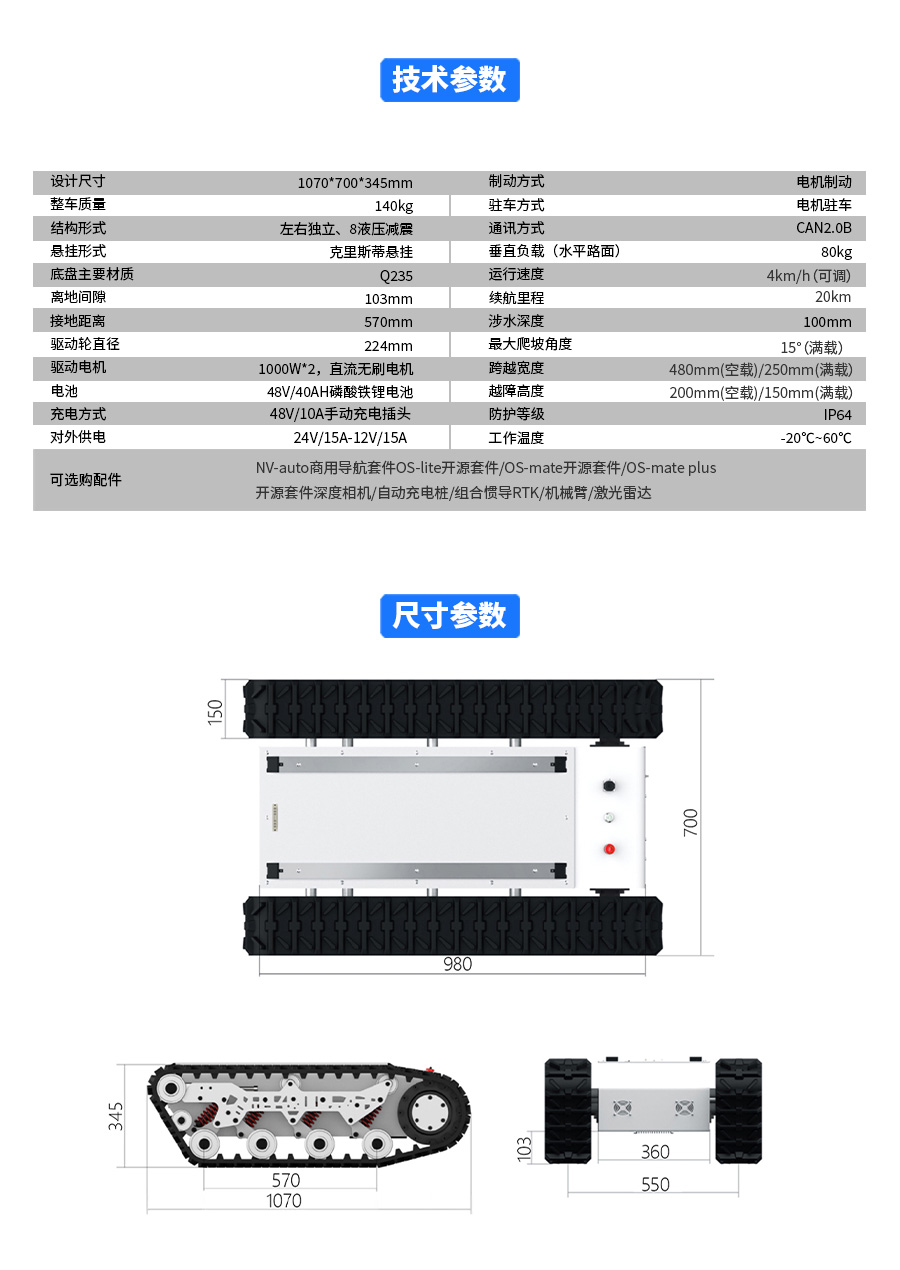 技术参数
设计尺寸 1070*700*345mm 制动方式 电机制动
整车质量 140kg 驻车方式 电机驻车
结构形式 左右独立、8液压减震 通讯方式 CAN2.0B
悬挂形式 克里斯蒂悬挂 垂直负载（水平路面） 80kg
底盘主要材质 Q235 运行速度 4km/h（可调）
离地间隙 103mm 续航里程 20km
接地距离 570mm 涉水深度 100mm
驱动轮直径 224mm 最大爬坡角度 15°（满载）
驱动电机 1000W*2，直流无刷电机 跨越宽度 480mm(空载)/250mm(满载)
电池 48V/40AH磷酸铁锂电池 越障高度 200mm(空载)/150mm(满载)
充电方式 48V/10A手动充电插头 防护等级 IP64
对外供电 24V/15A-12V/15A 工作温度 -20℃~60℃
可选购配件 NV-auto商用导航套件OS-lite开源套件/OS-mate开源套件/OS-mate plus
开源套件深度相机/自动充电桩/组合惯导RTK/机械臂/激光雷达
尺寸参数
150
700
980
345
570
1070
103
360
550